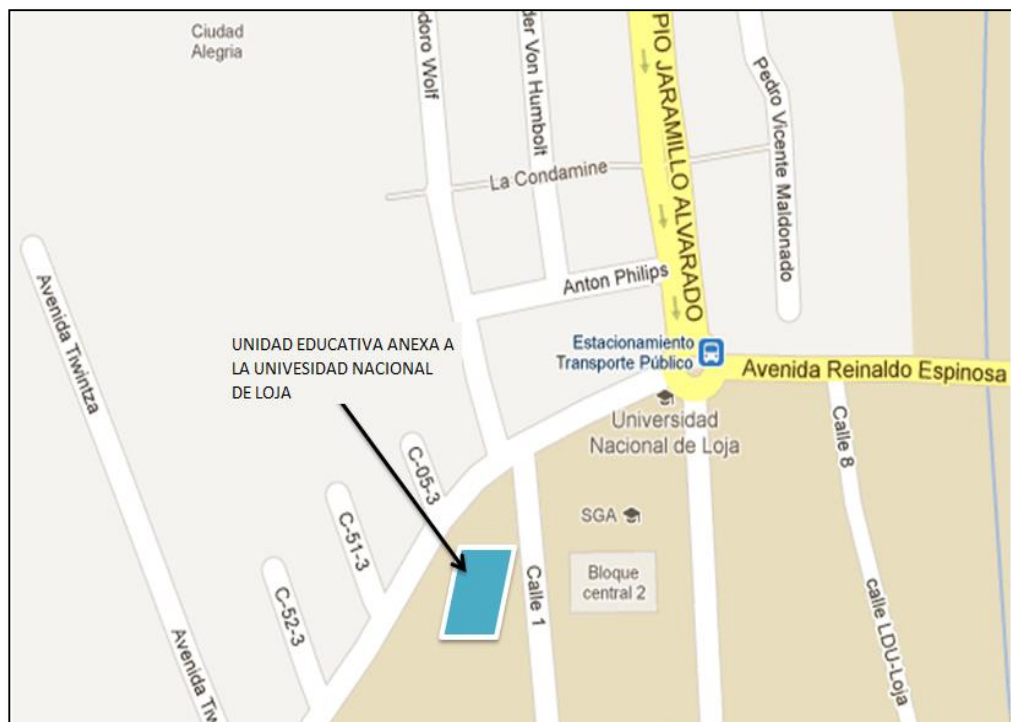 Ciudad
Alegria
doro Wolf
der Von Humbolt
PIO JARAMILLO ALVARADO
Pedro Vicente Maldonado
La Condamine
Anton Philips
Avenida Tiwintza
UNIDAD EDUCATIVA ANEXA A
LA UNIVESIDAD NACIONAL
DE LOJA
Estacionamiento
Transporte Público
Avenida Reinaldo Espinosa
Universidad
Nacional de Loja
Calle 8
C-05-3
C-51-3
C-52-3
SGA
Bloque
central 2
Calle 1
calle LDU-Loja
Avenida Tiw